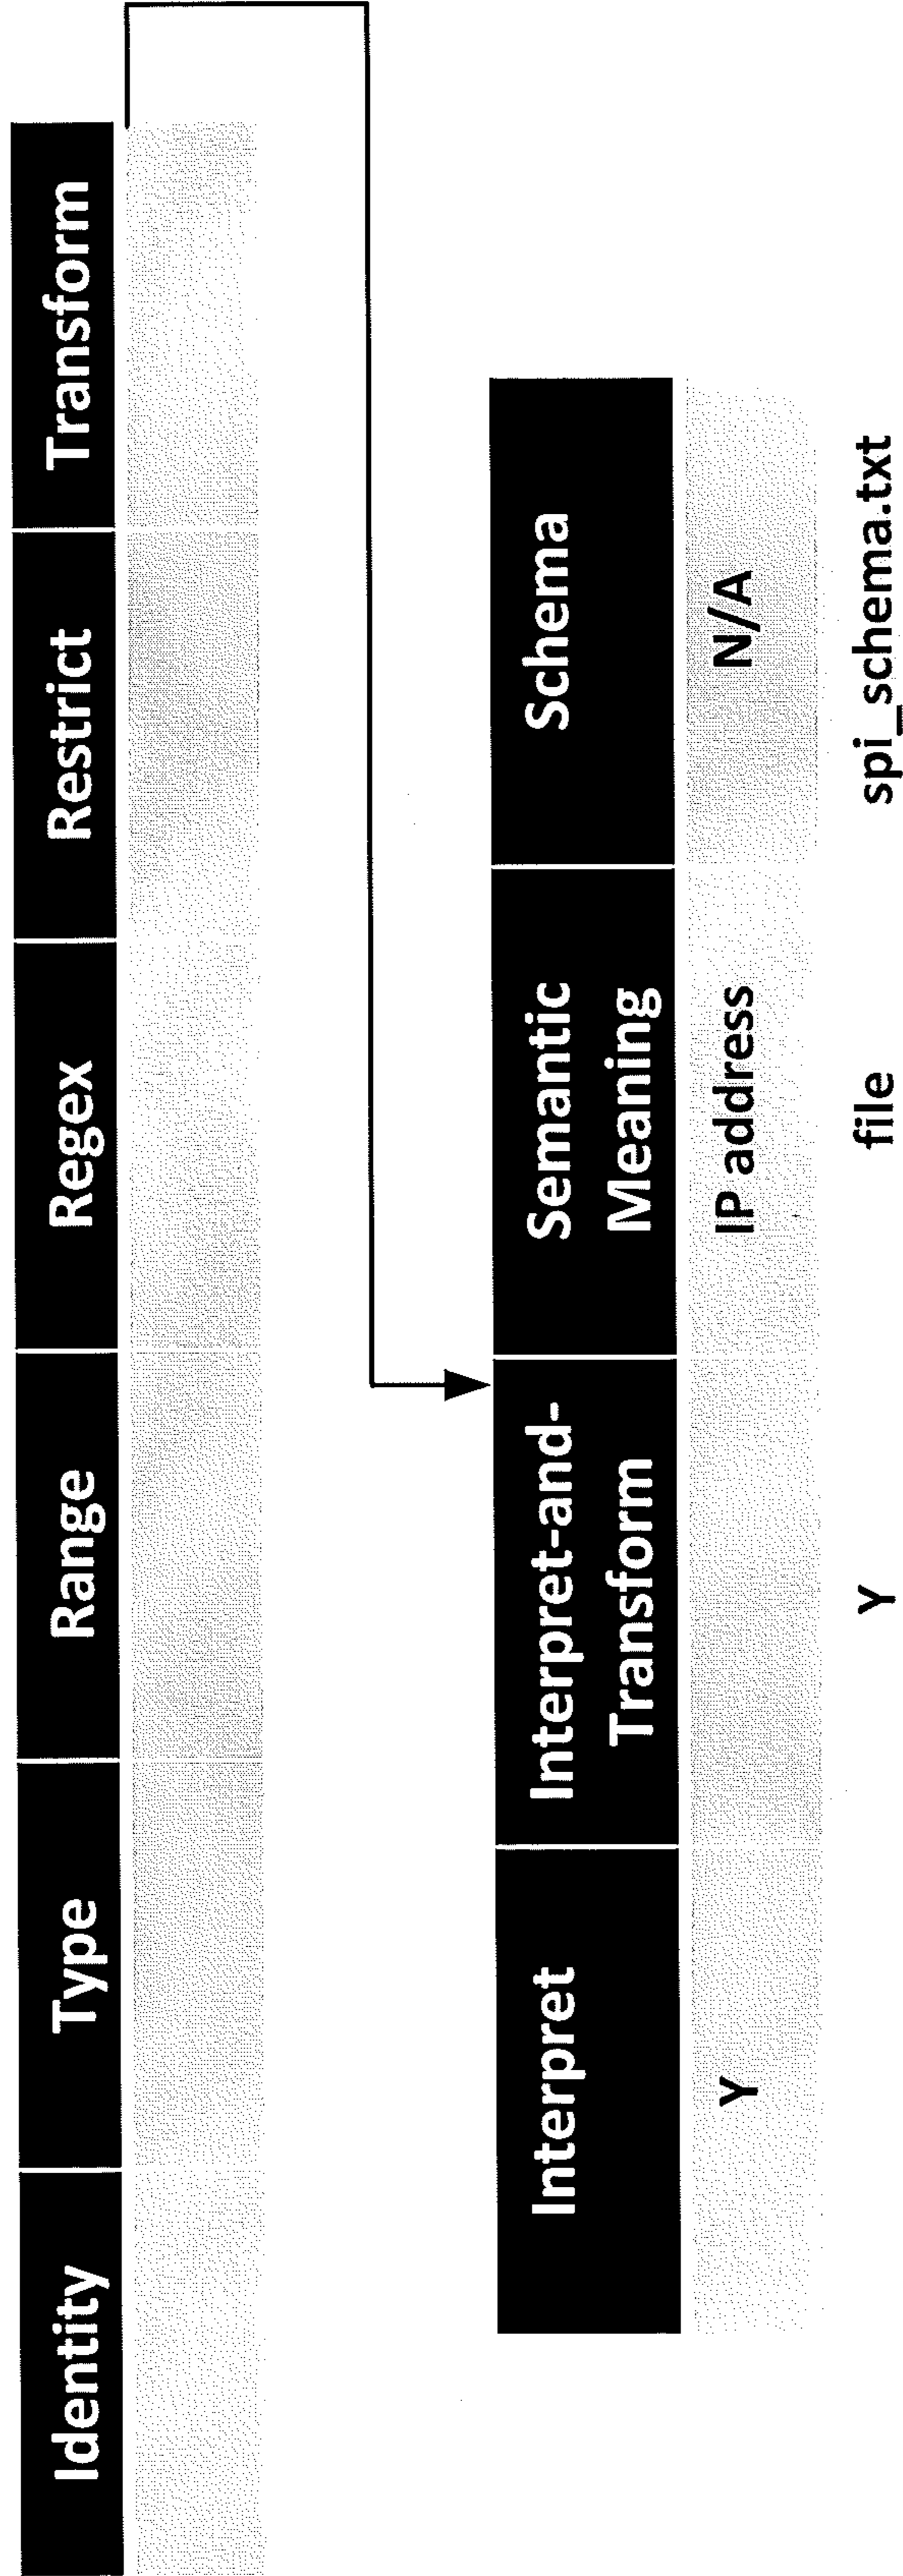 Identity Type Range Regex Restrict Transform
Interpret Interpret-and-Transform Semantic Meaning Schema
Y IP address N/A
Y file spi_schema.txt